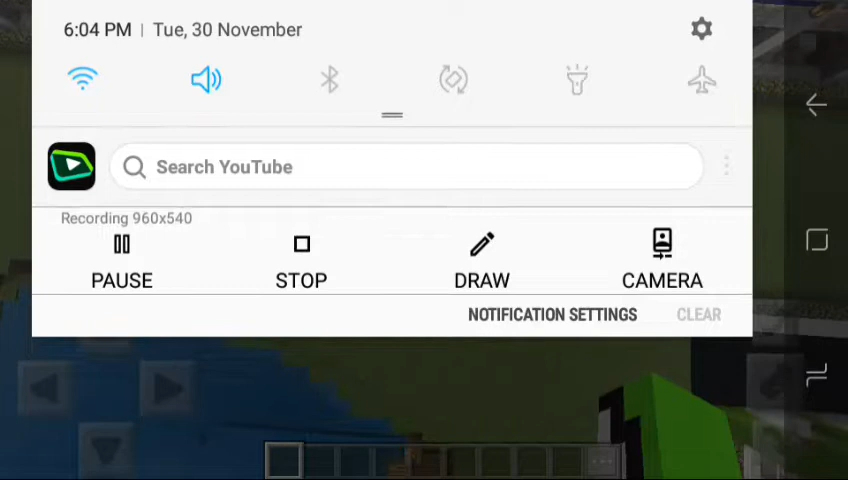 6:04 PM | Tue, 30 November
Search YouTube
Recording 960x540
PAUSE STOP DRAW CAMERA
NOTIFICATION SETTINGS CLEAR